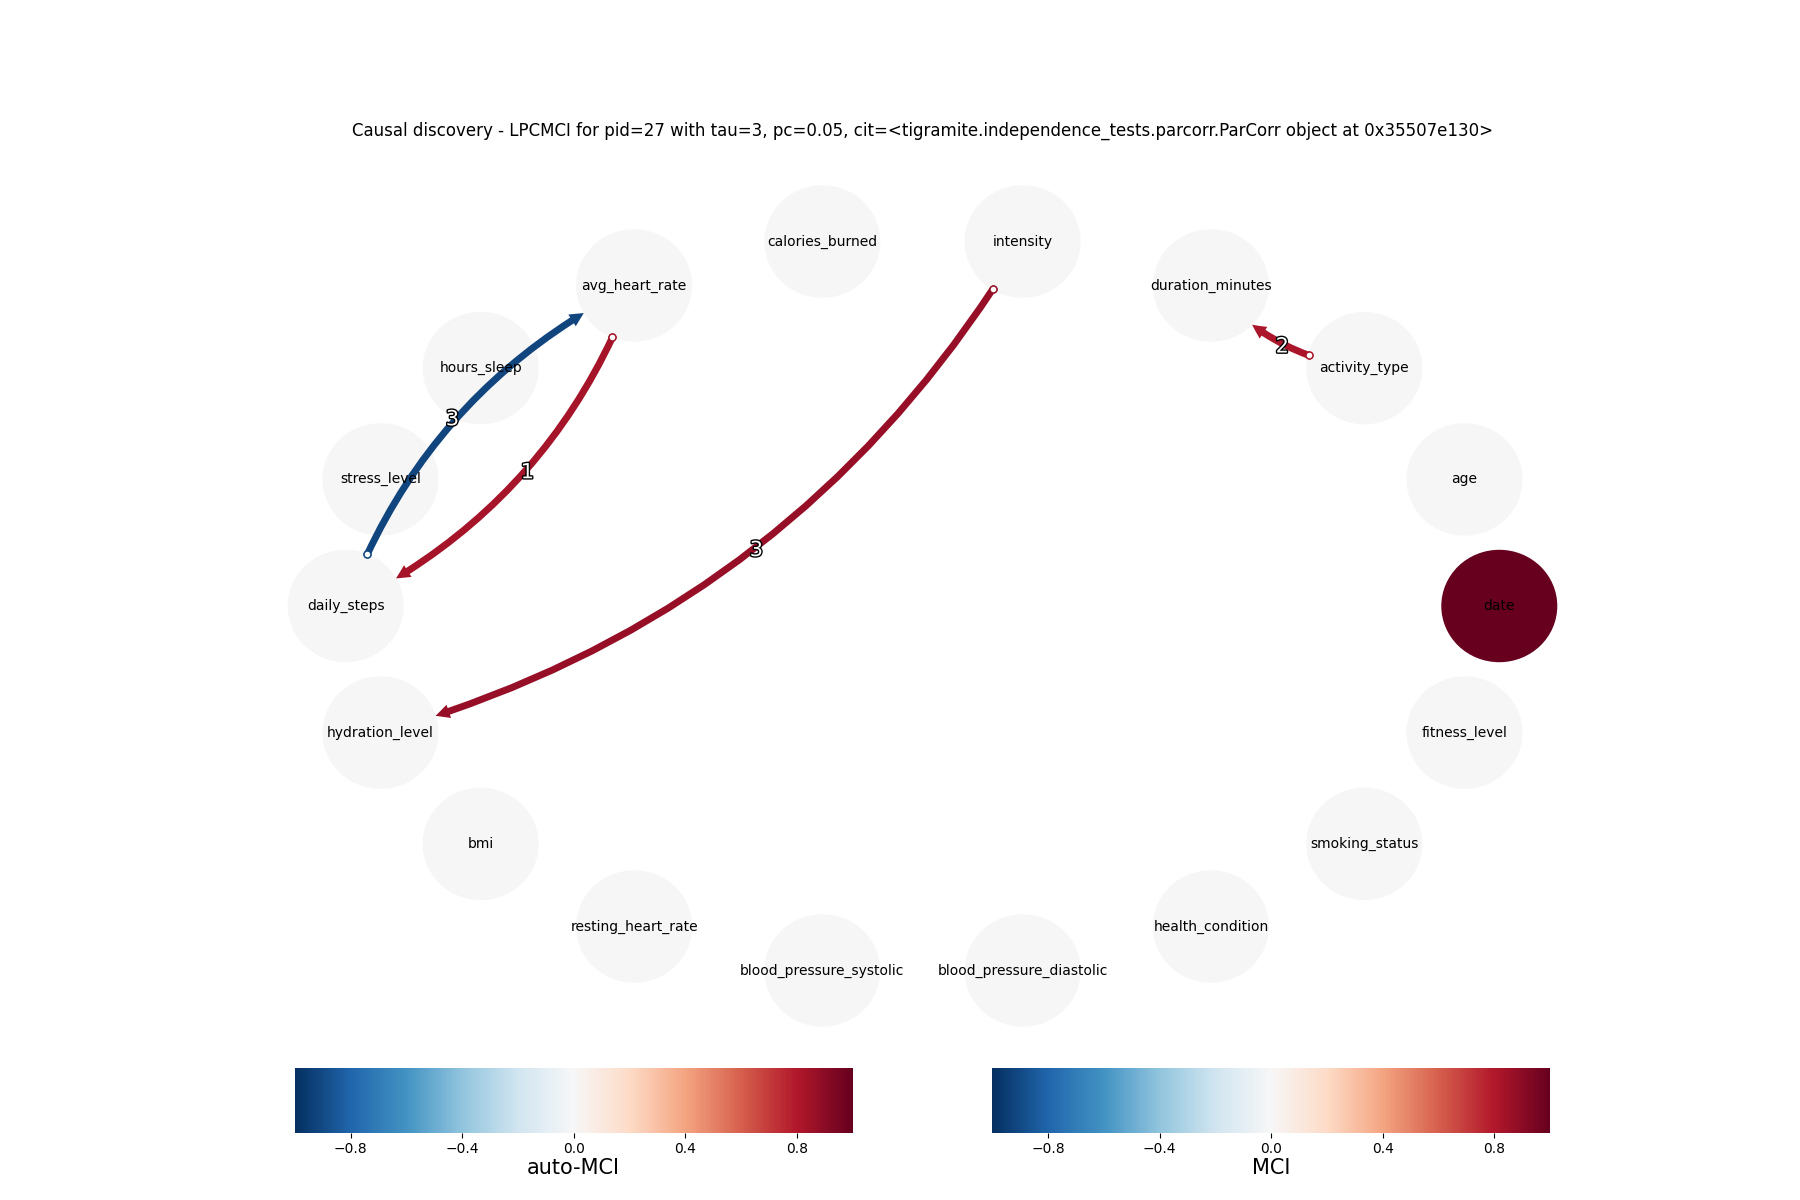 Causal discovery - LPCMCI for pid=27 with tau=3, pc=0.05, cit=<tigramite.independence_tests.parcorr.ParCorr object at 0x35507e130>
calories_burned
intensity
avg_heart_rate
duration_minutes
2
hours_sleep
activity_type
3
1
stress_level
age
3
daily_steps
date
hydration_level
fitness_level
bmi
smoking_status
resting_heart_rate
health_condition
blood_pressure_systolic
blood_pressure_diastolic
−0.8 −0.4 0.0 0.4 0.8
auto-MCI
−0.8 −0.4 0.0 0.4 0.8
MCI